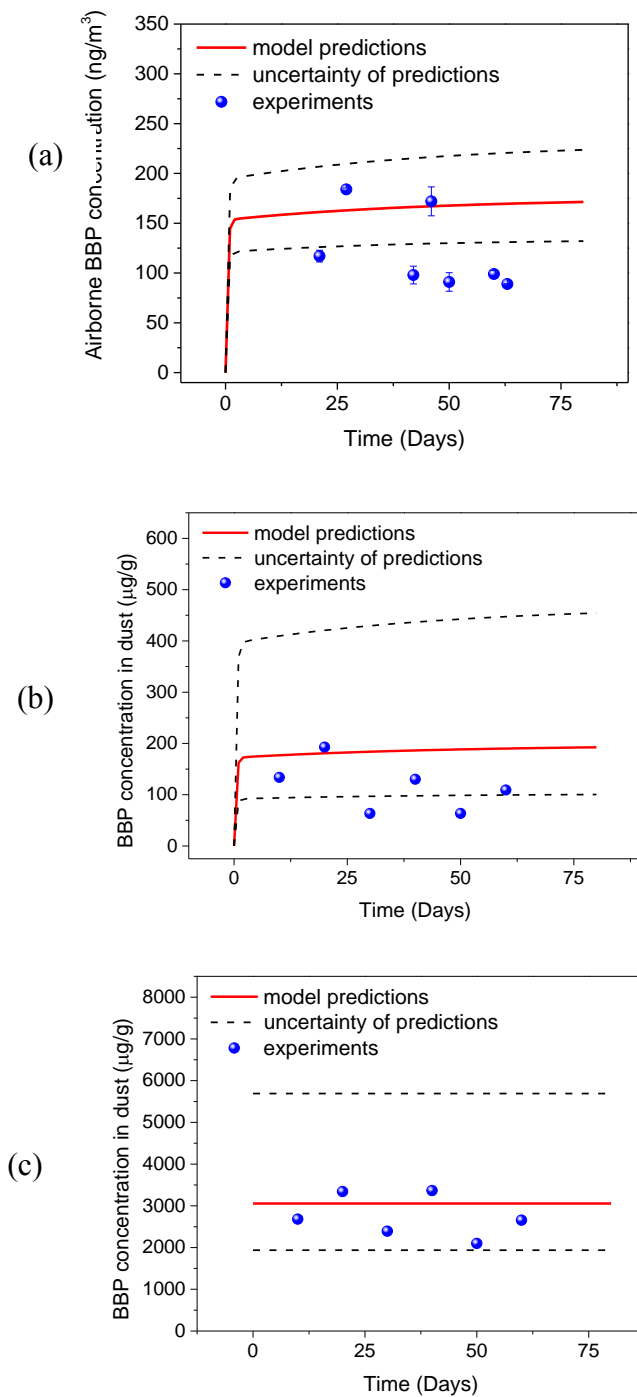 (a)
Airborne BBP concentration (ng/m³)
350
300
250
200
150
100
50
0
model predictions
uncertainty of predictions
experiments
0
25
50
75
Time (Days)
(b)
BBP concentration in dust (µg/g)
600
500
400
300
200
100
0
model predictions
uncertainty of predictions
experiments
0
25
50
75
Time (Days)
(c)
BBP concentration in dust (µg/g)
8000
7000
6000
5000
4000
3000
2000
1000
0
model predictions
uncertainty of predictions
experiments
0
25
50
75
Time (Days)